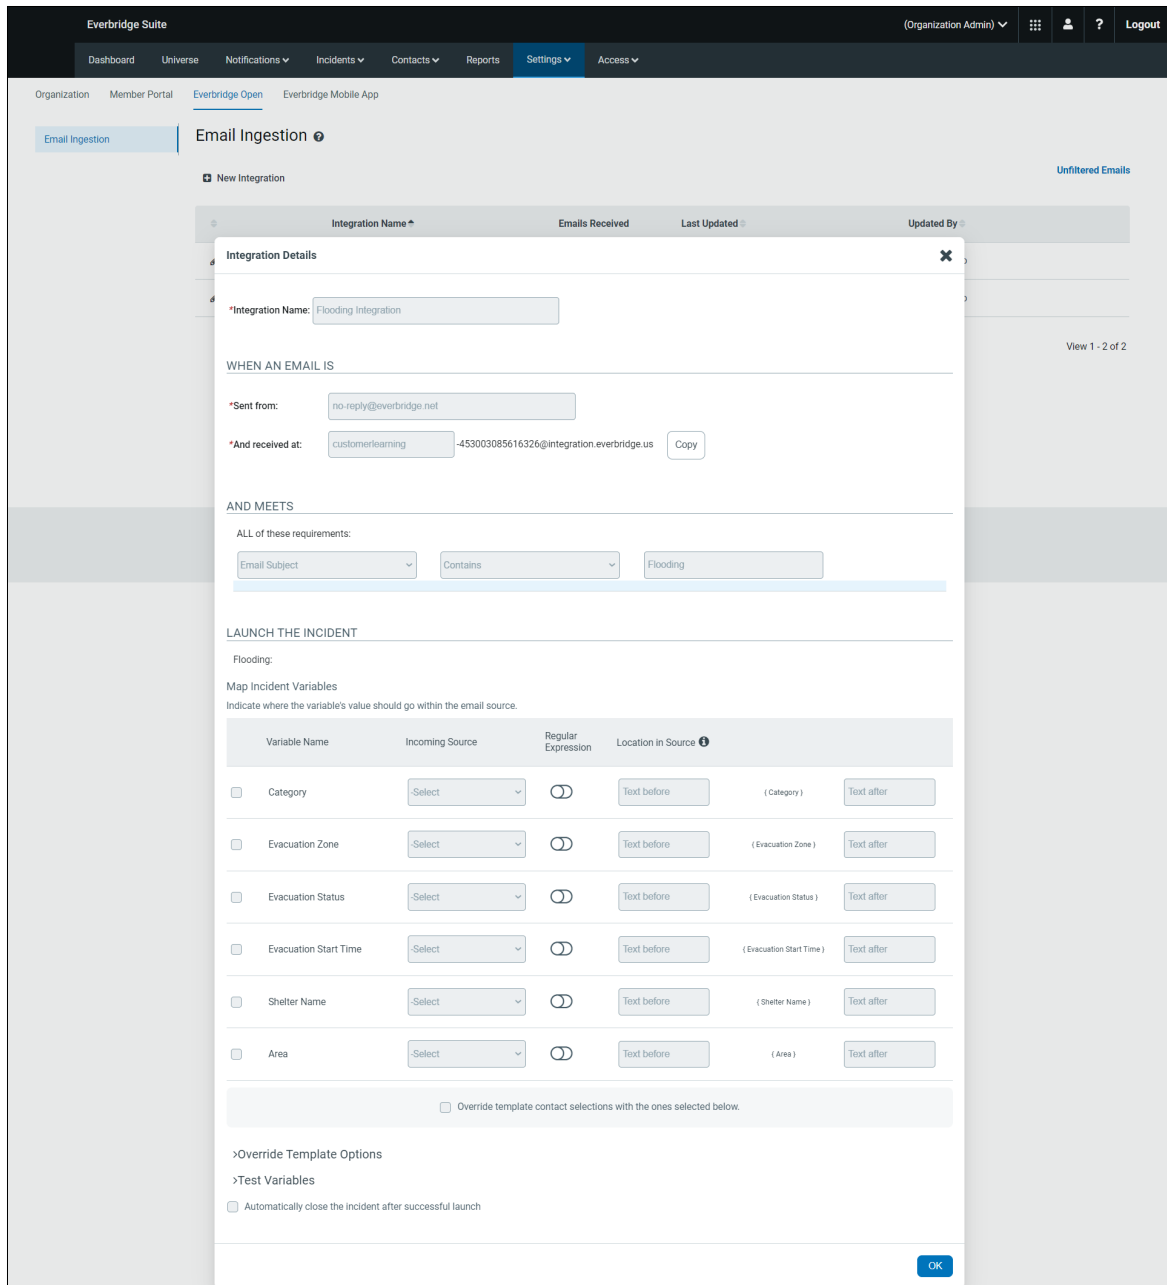 Everbridge Suite
(Organization Admin)
?
Logout
Dashboard Universe Notifications Incidents Contacts Reports Settings Access
Organization Member Portal Everbridge Open Everbridge Mobile App
Email Ingestion
Email Ingestion ?
New Integration
Unfiltered Emails
Integration Name Emails Received Last Updated Updated By
Integration Details
*Integration Name: Flooding Integration
View 1 - 2 of 2
WHEN AN EMAIL IS
*Sent from: no-reply@everbridge.net
*And received at: customerlearning -453003085616326@integration.everbridge.us Copy
AND MEETS
ALL of these requirements:
Email Subject Contains Flooding
LAUNCH THE INCIDENT
Flooding:
Map Incident Variables
Indicate where the variable's value should go within the email source.
Variable Name Incoming Source Regular Expression Location in Source
Category -Select Text before ( Category ) Text after
Evacuation Zone -Select Text before ( Evacuation Zone ) Text after
Evacuation Status -Select Text before ( Evacuation Status ) Text after
Evacuation Start Time -Select Text before ( Evacuation Start Time ) Text after
Shelter Name -Select Text before ( Shelter Name ) Text after
Area -Select Text before ( Area ) Text after
Override template contact selections with the ones selected below.
>Override Template Options
>Test Variables
Automatically close the incident after successful launch
OK